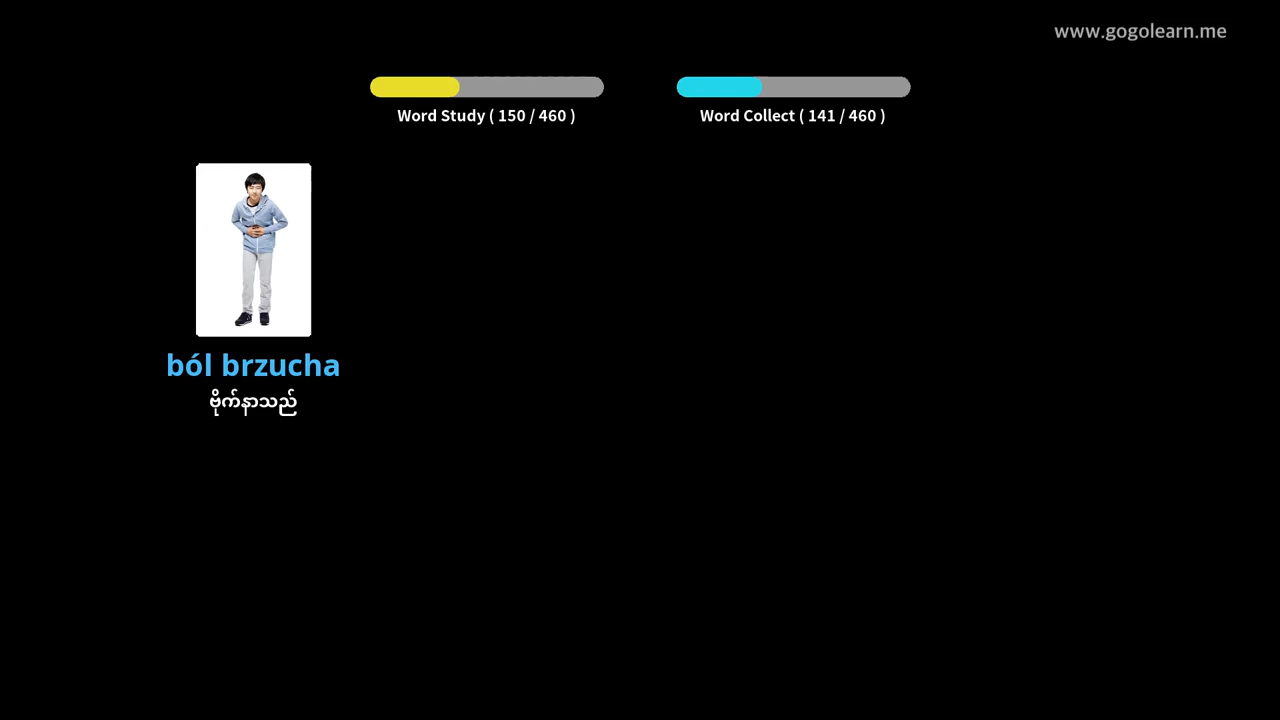 www.gogolearn.me
Word Study ( 150 / 460 )
Word Collect ( 141 / 460 )
ból brzucha
ဗိုက်နာသည်